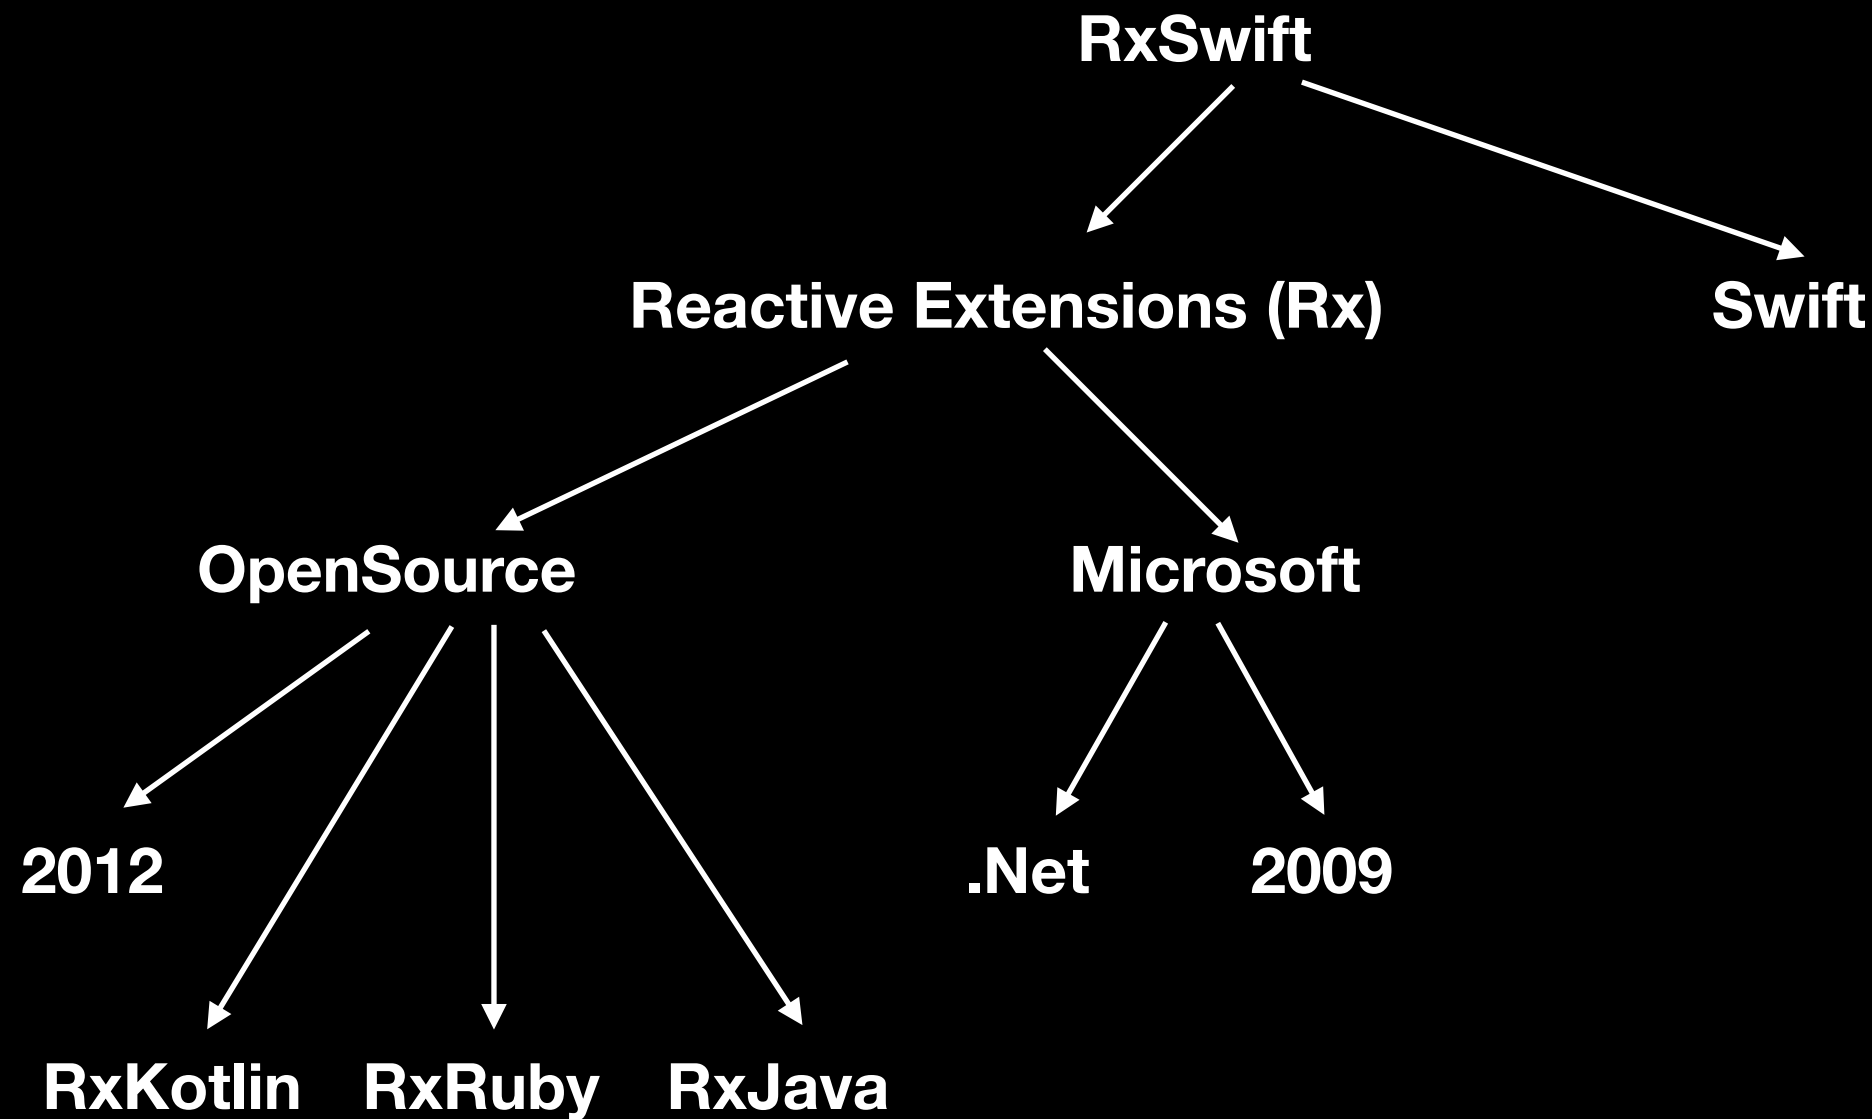 RxSwift
Reactive Extensions (Rx)
Swift
OpenSource
Microsoft
2012
.Net
2009
RxKotlin
RxRuby
RxJava